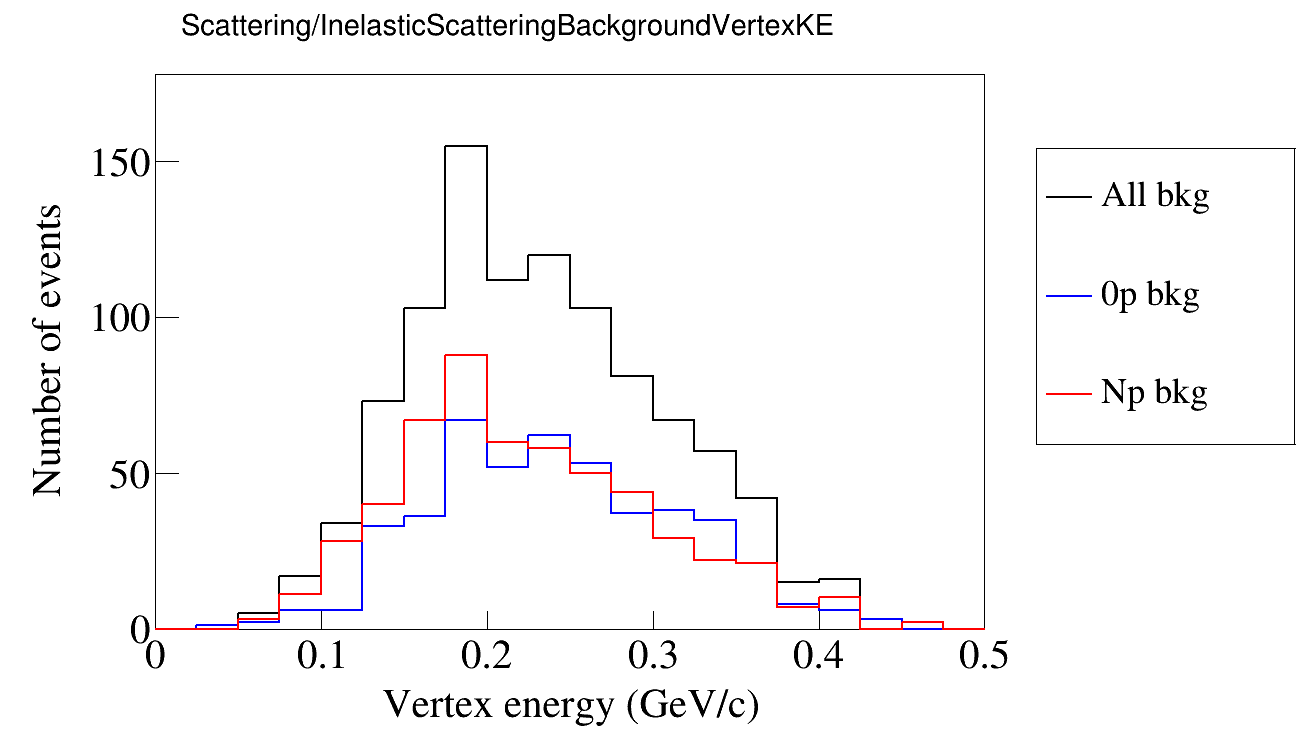 Scattering/InelasticScatteringBackgroundVertexKE
Number of events
150
100
50
0
0 0.1 0.2 0.3 0.4 0.5
Vertex energy (GeV/c)
All bkg
0p bkg
Np bkg